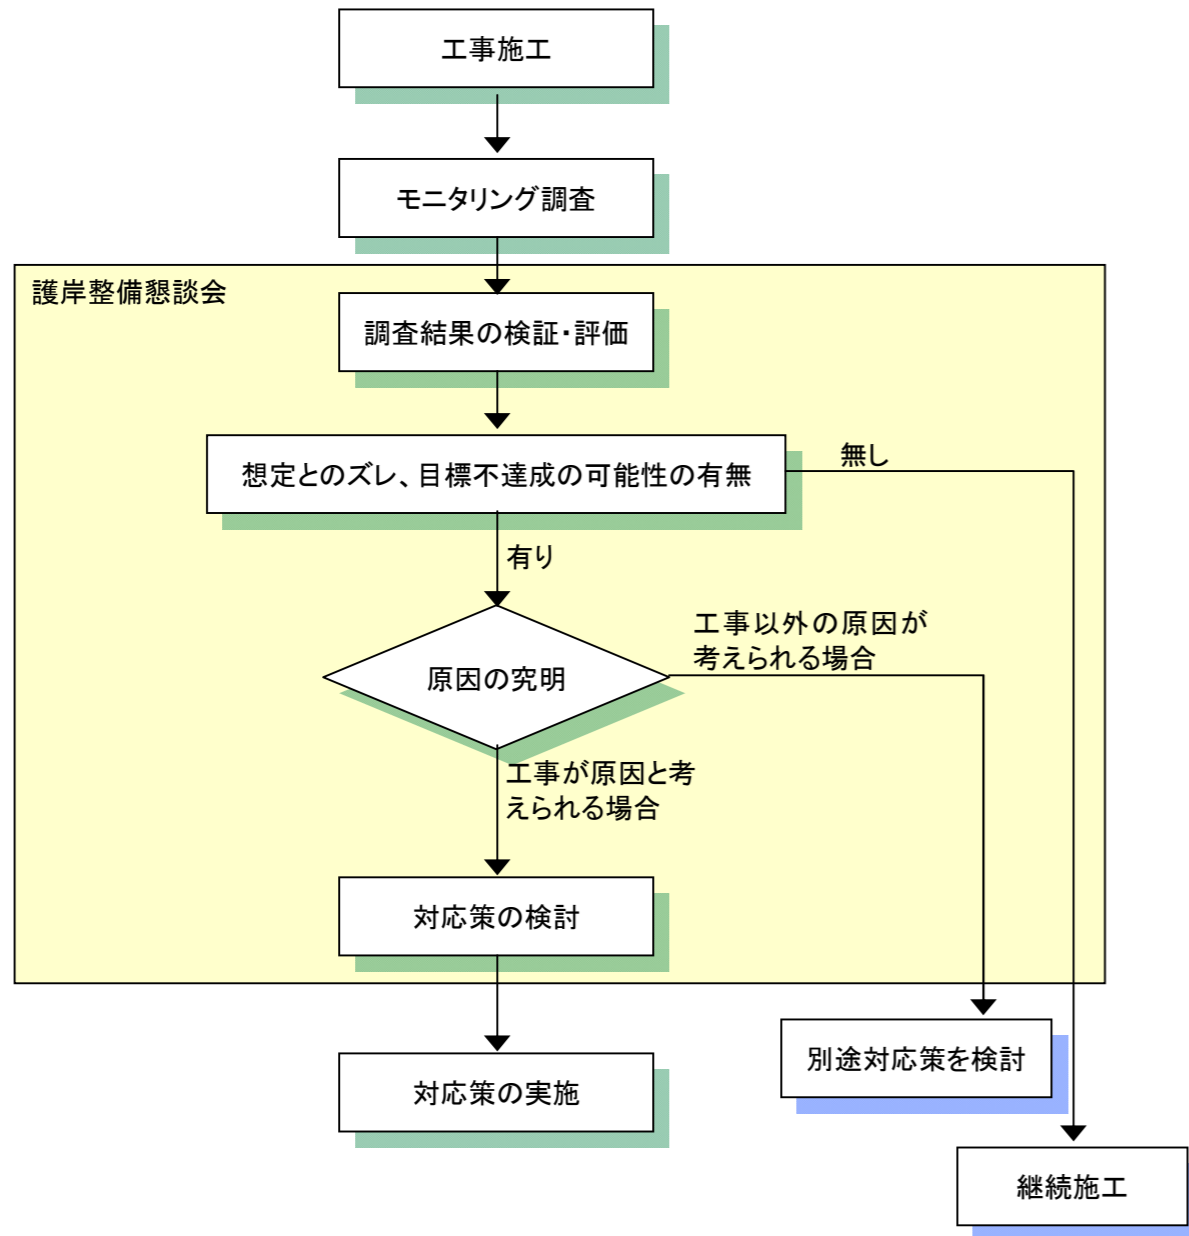 工事施工
モニタリング調査
護岸整備懇談会
調査結果の検証・評価
想定とのズレ、目標不達成の可能性の有無
無し
有り
工事以外の原因が
考えられる場合
原因の究明
工事が原因と考
えられる場合
対応策の検討
別途対応策を検討
対応策の実施
継続施工